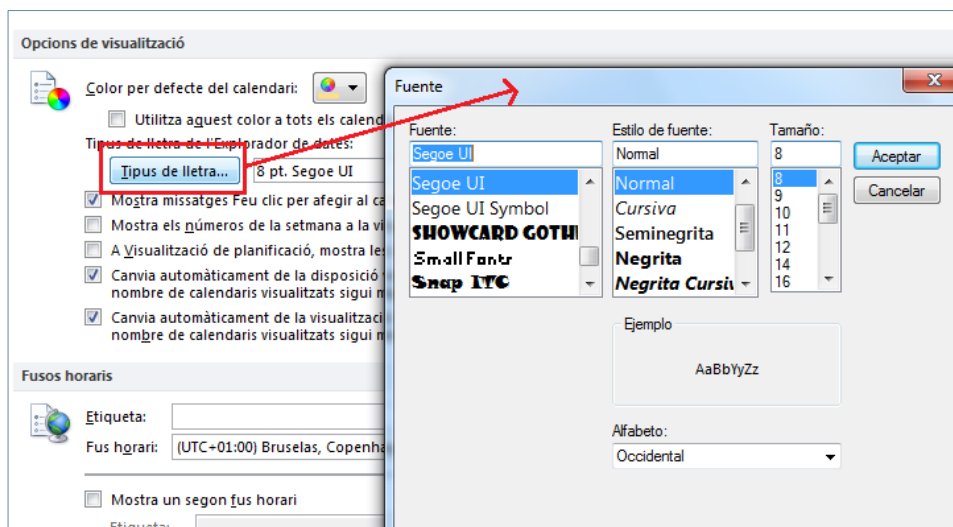 Opcions de visualització
Color per defecte del calendari:
Utilitza aquest color a tots els calend
Tipus de lletra de l'Explorador de dates:
Tipus de lletra...
8 pt. Segoe UI
Mostra missatges Feu clic per afegir al ca
Mostra els números de la setmana a la vi
A Visualització de planificació, mostra les
Canvia automàticament de la disposició v
nombre de calendaris visualitzats sigui m
Canvia automàticament de la visualitzaci
nombre de calendaris visualitzats sigui m
Fusos horaris
Etiqueta:
Fus horari:
(UTC+01:00) Bruselas, Copenha
Mostra un segon fus horari
Etiqueta:
Fuente
Fuente:
Segoe UI
Segoe UI
Segoe UI Symbol
SHOWCARD GOTHI
Small Fonts
Snap ITC
Estilo de fuente:
Normal
Normal
Cursiva
Seminegrita
Negrita
Negrita Cursiv
Tamaño:
8
8
9
10
11
12
14
16
Aceptar
Cancelar
Ejemplo
AaBbYyZz
Alfabeto:
Occidental